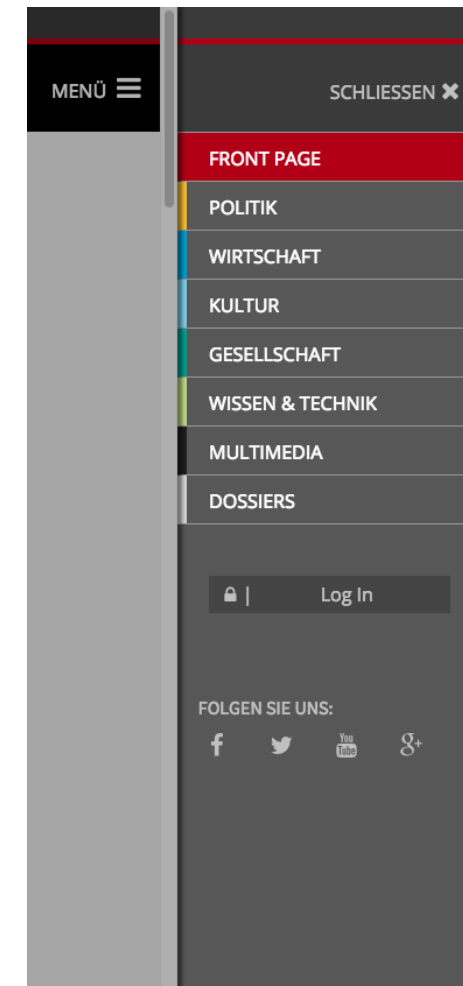 MENÜ
SCHLIESSEN
FRONT PAGE
POLITIK
WIRTSCHAFT
KULTUR
GESELLSCHAFT
WISSEN & TECHNIK
MULTIMEDIA
DOSSIERS
| Log In
FOLGEN SIE UNS:
f You Tube g+